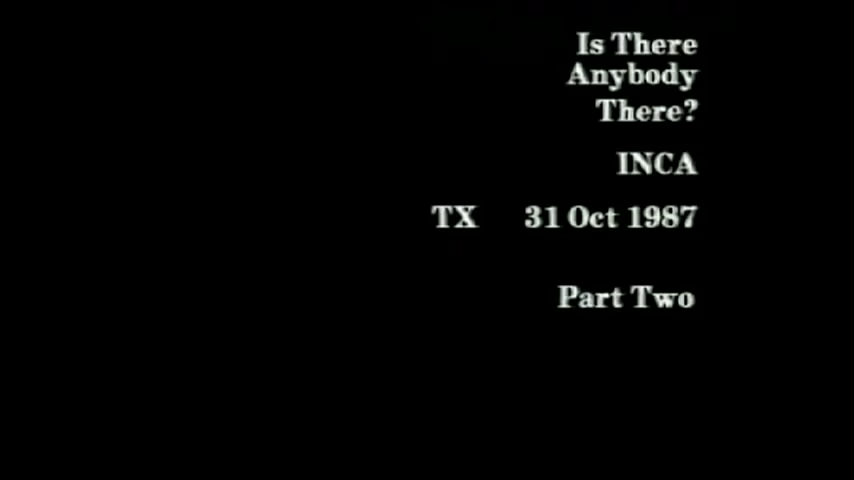 Is There
Anybody
There?
INCA
TX 31 Oct 1987
Part Two